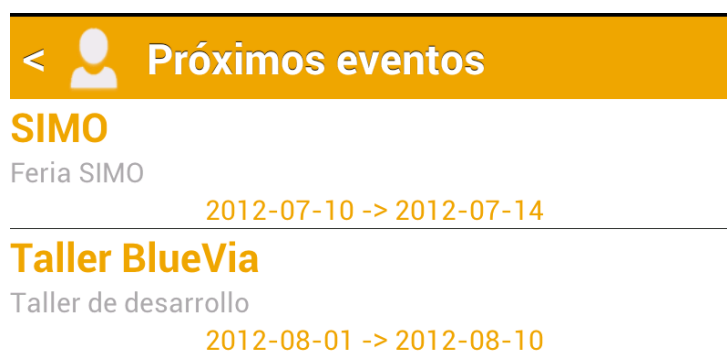 < Próximos eventos
SIMO
Feria SIMO
2012-07-10 -> 2012-07-14
Taller BlueVia
Taller de desarrollo
2012-08-01 -> 2012-08-10